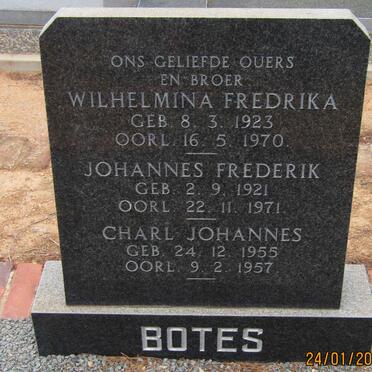 ONS GELIEFDE OUERS
EN BROER
WILHELMINA FREDRIKA
GEB. 8. 3. 1923
OORL. 16. 5. 1970.
JOHANNES FREDERIK
GEB. 2. 9. 1921
OORL. 22. 11. 1971.
CHARL JOHANNES
GEB. 24. 12. 1955
OORL. 9. 2. 1957.
BOTES
24/01/20